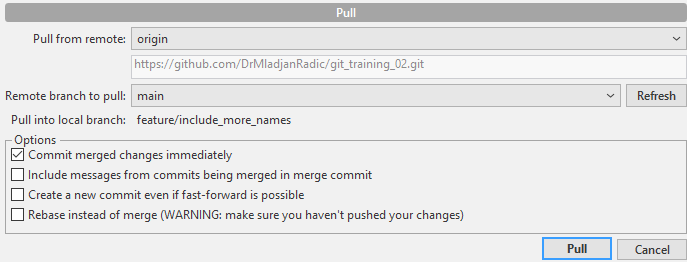 Pull
Pull from remote: origin
https://github.com/DrMladjanRadic/git_training_02.git
Remote branch to pull: main Refresh
Pull into local branch: feature/include_more_names
Options
Commit merged changes immediately
Include messages from commits being merged in merge commit
Create a new commit even if fast-forward is possible
Rebase instead of merge (WARNING: make sure you haven't pushed your changes)
Pull Cancel